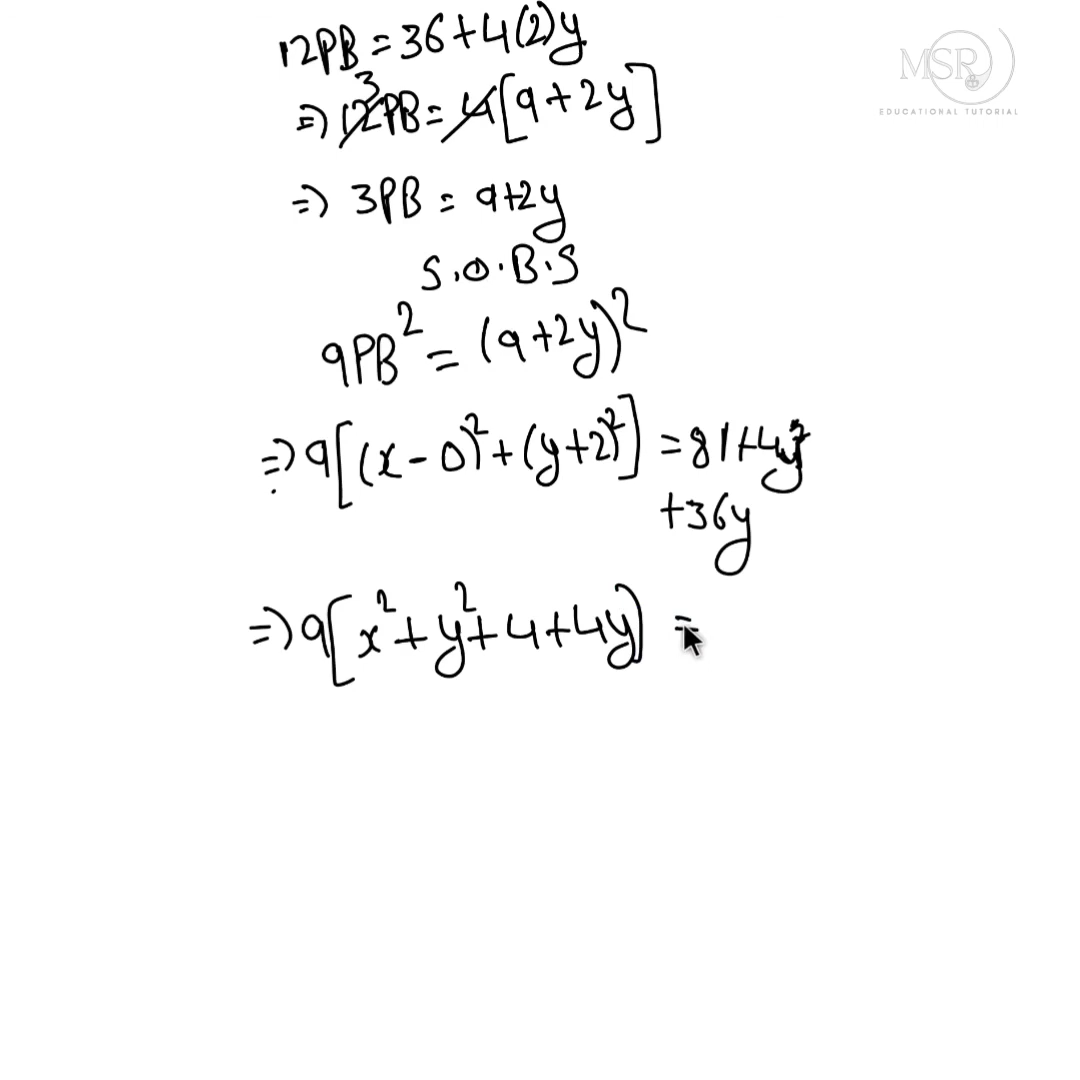 12PB = 36 + 4(2)y
MSR
EDUCATIONAL TUTORIAL
3
⇒ 12PB = 4[9 + 2y]
⇒ 3PB = 9+2y
S.O.B.S
9PB² = (9+2y)²
⇒ 9[(x-0)² + (y+2)²] = 81+4y²
+36y
⇒ 9[x² + y² + 4 + 4y] =